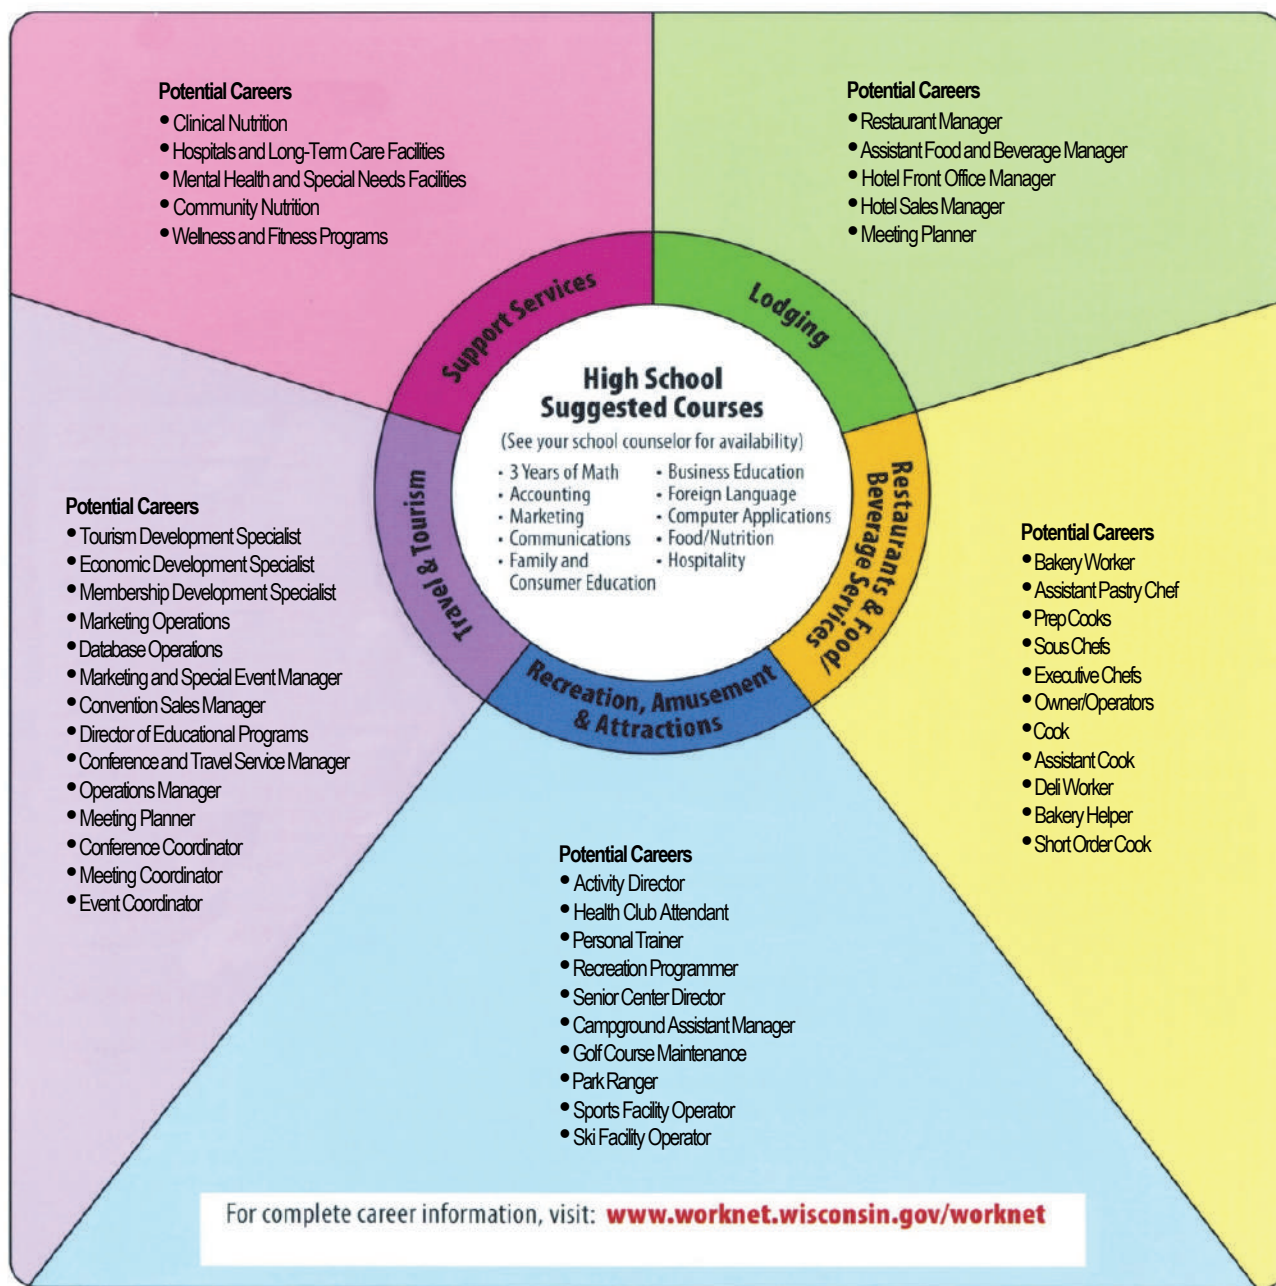 Potential Careers
• Clinical Nutrition
• Hospitals and Long-Term Care Facilities
• Mental Health and Special Needs Facilities
• Community Nutrition
• Wellness and Fitness Programs
Potential Careers
• Restaurant Manager
• Assistant Food and Beverage Manager
• Hotel Front Office Manager
• Hotel Sales Manager
• Meeting Planner
Support Services
Lodging
Restaurants & Food/
Beverage Services
Recreation, Amusement
& Attractions
Travel & Tourism
High School
Suggested Courses
(See your school counselor for availability)
• 3 Years of Math
• Accounting
• Marketing
• Communications
• Family and
Consumer Education
• Business Education
• Foreign Language
• Computer Applications
• Food/Nutrition
• Hospitality
Potential Careers
• Tourism Development Specialist
• Economic Development Specialist
• Membership Development Specialist
• Marketing Operations
• Database Operations
• Marketing and Special Event Manager
• Convention Sales Manager
• Director of Educational Programs
• Conference and Travel Service Manager
• Operations Manager
• Meeting Planner
• Conference Coordinator
• Meeting Coordinator
• Event Coordinator
Potential Careers
• Bakery Worker
• Assistant Pastry Chef
• Prep Cooks
• Sous Chefs
• Executive Chefs
• Owner/Operators
• Cook
• Assistant Cook
• Deli Worker
• Bakery Helper
• Short Order Cook
Potential Careers
• Activity Director
• Health Club Attendant
• Personal Trainer
• Recreation Programmer
• Senior Center Director
• Campground Assistant Manager
• Golf Course Maintenance
• Park Ranger
• Sports Facility Operator
• Ski Facility Operator
For complete career information, visit: www.worknet.wisconsin.gov/worknet